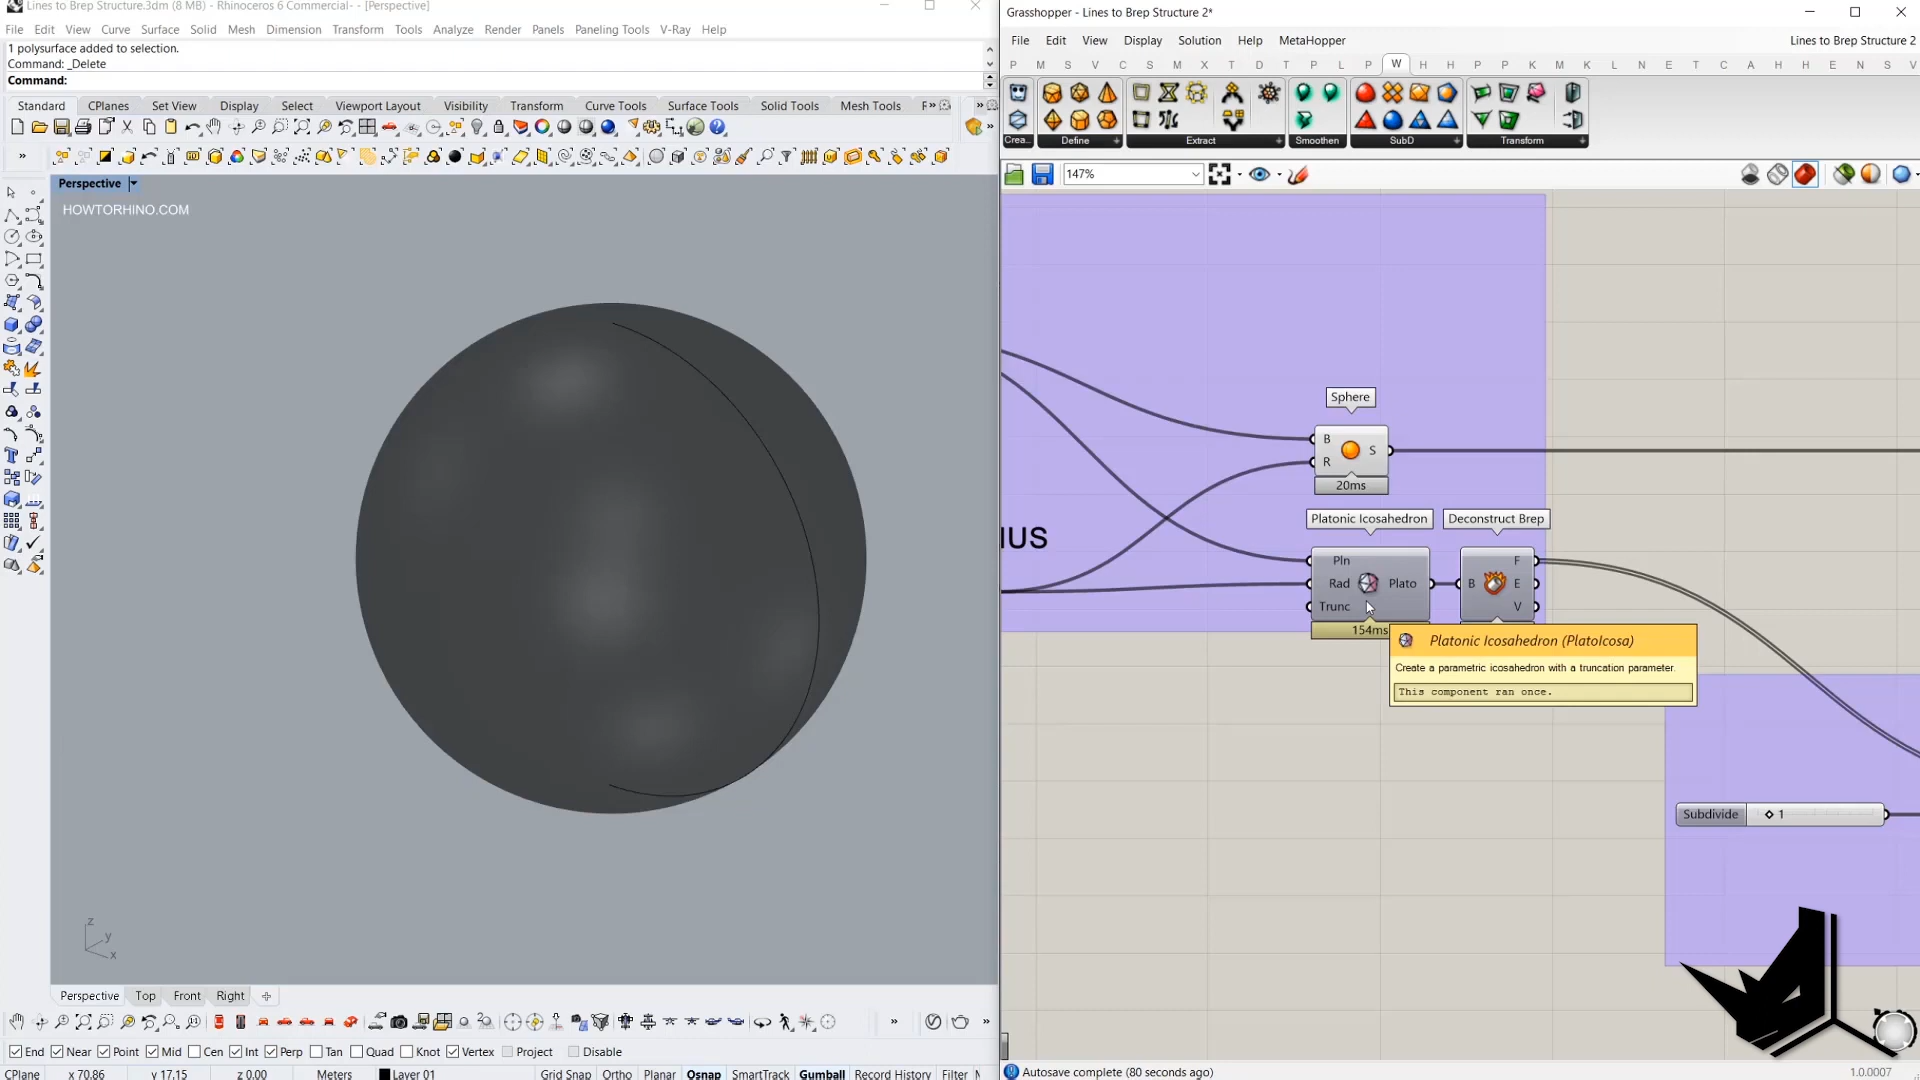 Lines to Brep Structure.3dm (8 MB) - Rhinoceros 6 Commercial- - [Perspective]
File Edit View Curve Surface Solid Mesh Dimension Transform Tools Analyze Render Panels Paneling Tools V-Ray Help
1 polysurface added to selection.
Command: _Delete
Command:
Standard CPlanes Set View Display Select Viewport Layout Visibility Transform Curve Tools Surface Tools Solid Tools Mesh Tools F
Perspective
HOWTORHINO.COM
z
y
x
Perspective Top Front Right
End Near Point Mid Cen Int Perp Tan Quad Knot Vertex Project Disable
CPlane x 70.86 y 17.15 z 0.00 Meters Layer 01 Grid Snap Ortho Planar Osnap SmartTrack Gumball Record History Filter
Grasshopper - Lines to Brep Structure 2*
File Edit View Display Solution Help MetaHopper Lines to Brep Structure 2
P M S V C S M X T D T P L P W H H P P K M K L N E T C A H E N S V
Crea... Define Extract Smoothen SubD Transform
147%
Sphere
B
R
S
20ms
IUS
Platonic Icosahedron Deconstruct Brep
Pln
Rad Plato
Trunc
154ms
B
F
E
V
Platonic Icosahedron (PlatoIcosa)
Create a parametric icosahedron with a truncation parameter.
This component ran once.
Subdivide 1
Autosave complete (80 seconds ago)
1.0.0007